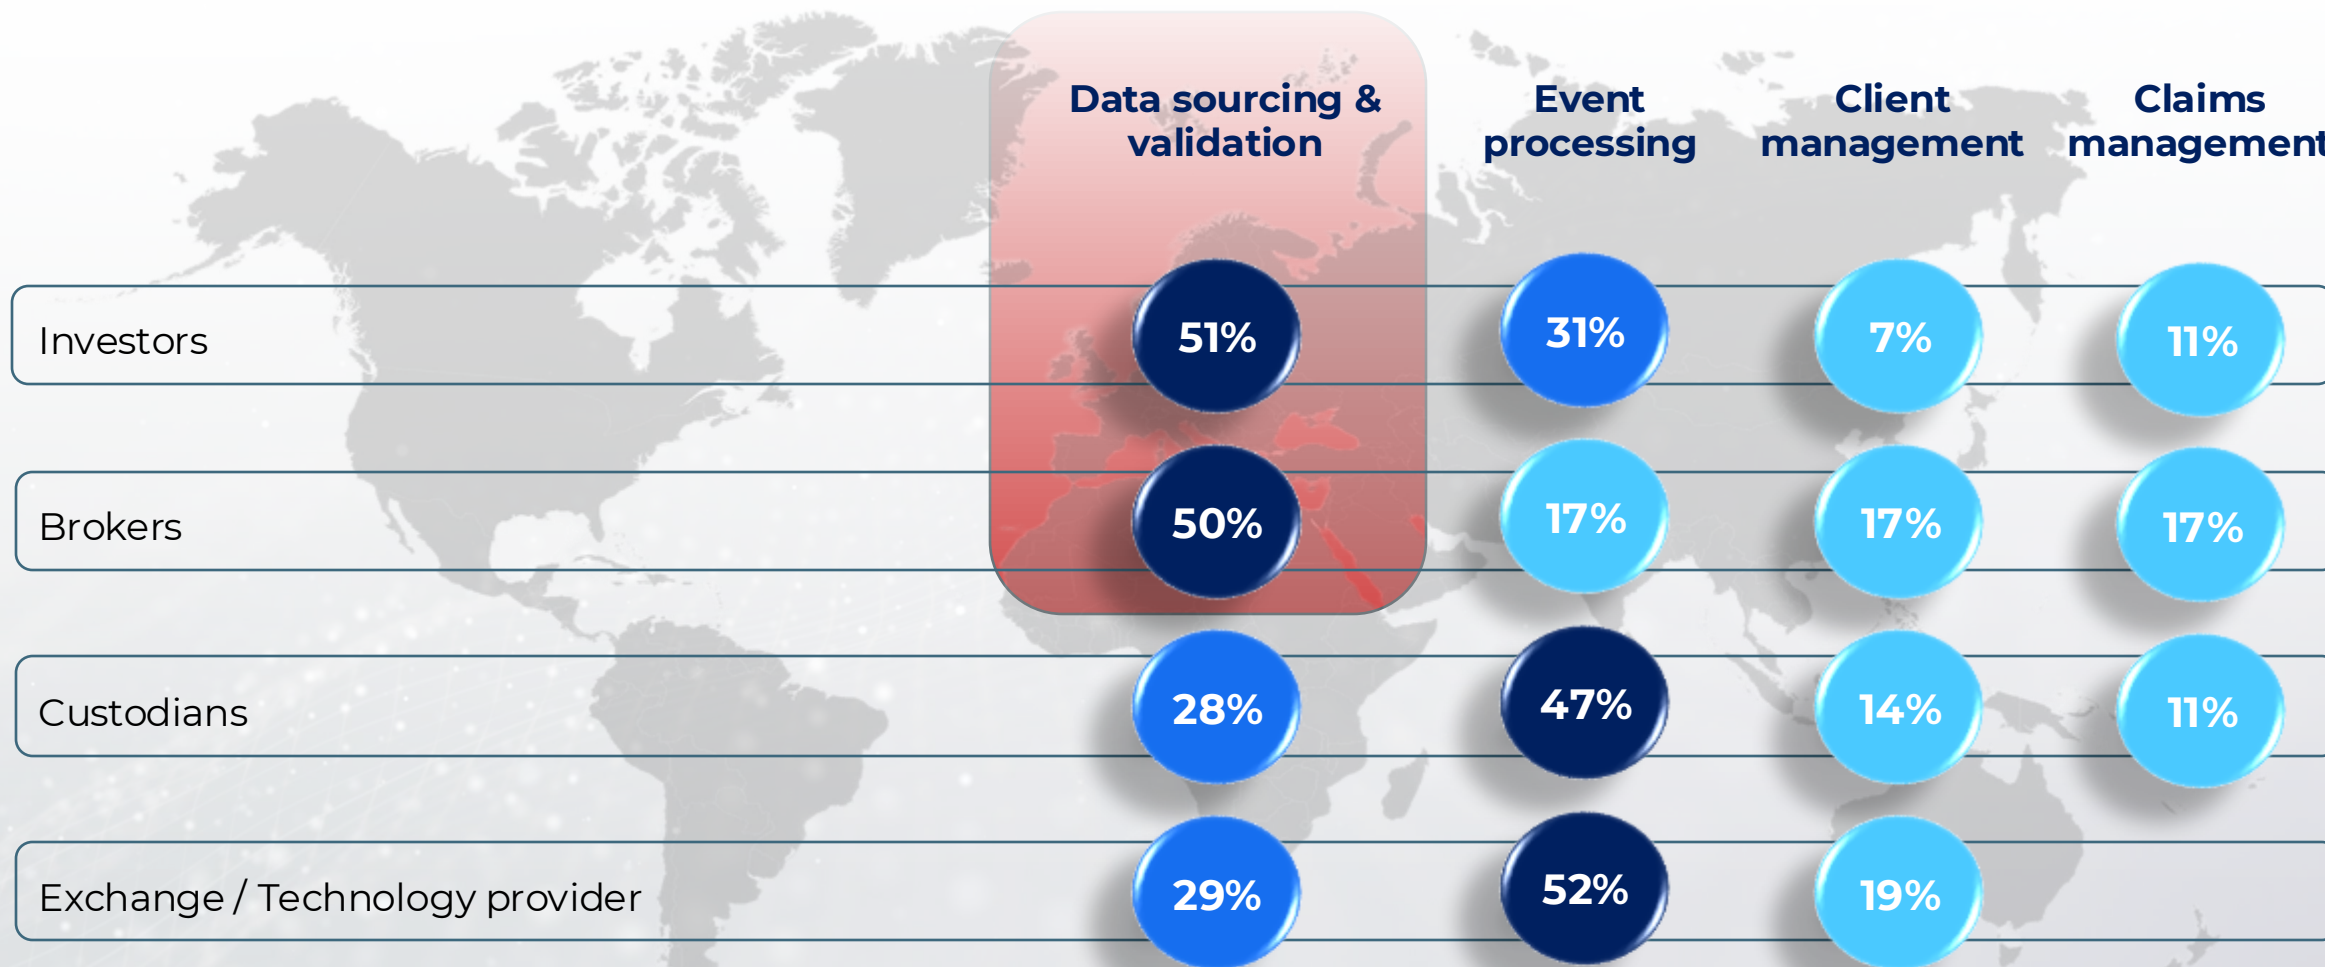 Data sourcing &
validation
Event
processing
Client
management
Claims
management
Investors
51%
31%
7%
11%
Brokers
50%
17%
17%
17%
Custodians
28%
47%
14%
11%
Exchange / Technology provider
29%
52%
19%